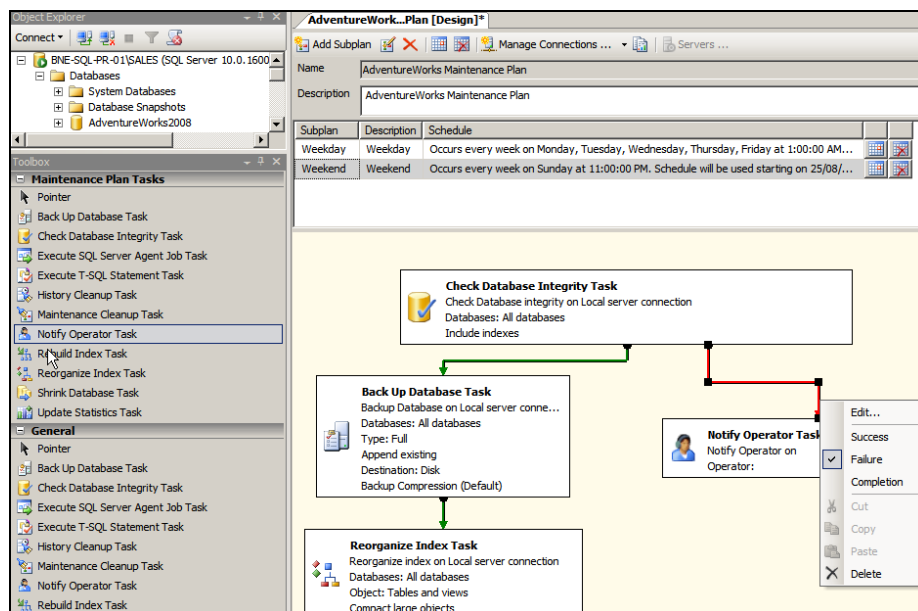 Object Explorer
Connect
BNE-SQL-PR-01\SALES (SQL Server 10.0.1600
Databases
System Databases
Database Snapshots
AdventureWorks2008
Toolbox
Maintenance Plan Tasks
Pointer
Back Up Database Task
Check Database Integrity Task
Execute SQL Server Agent Job Task
Execute T-SQL Statement Task
History Cleanup Task
Maintenance Cleanup Task
Notify Operator Task
Rebuild Index Task
Reorganize Index Task
Shrink Database Task
Update Statistics Task
General
Pointer
Back Up Database Task
Check Database Integrity Task
Execute SQL Server Agent Job Task
Execute T-SQL Statement Task
History Cleanup Task
Maintenance Cleanup Task
Notify Operator Task
Rebuild Index Task
AdventureWork...Plan [Design]*
Add Subplan Manage Connections ... Servers ...
Name AdventureWorks Maintenance Plan
Description AdventureWorks Maintenance Plan
Subplan Description Schedule
Weekday Weekday Occurs every week on Monday, Tuesday, Wednesday, Thursday, Friday at 1:00:00 AM...
Weekend Weekend Occurs every week on Sunday at 11:00:00 PM. Schedule will be used starting on 25/08/...
Check Database Integrity Task
Check Database integrity on Local server connection
Databases: All databases
Include indexes
Back Up Database Task
Backup Database on Local server conne...
Databases: All databases
Type: Full
Append existing
Destination: Disk
Backup Compression (Default)
Reorganize Index Task
Reorganize index on Local server connection
Databases: All databases
Object: Tables and views
Compact large objects
Notify Operator Task
Notify Operator on
Operator:
Edit...
Success
Failure
Completion
Cut
Copy
Paste
Delete